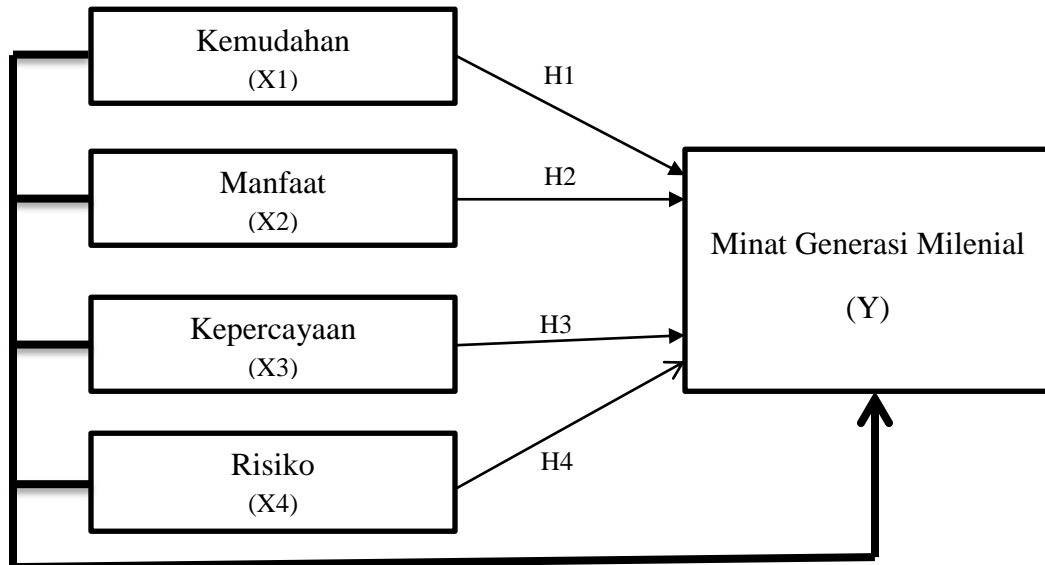 Kemudahan
(X1)
H1
Manfaat
(X2)
H2
Minat Generasi Milenial
(Y)
Kepercayaan
(X3)
H3
Risiko
(X4)
H4